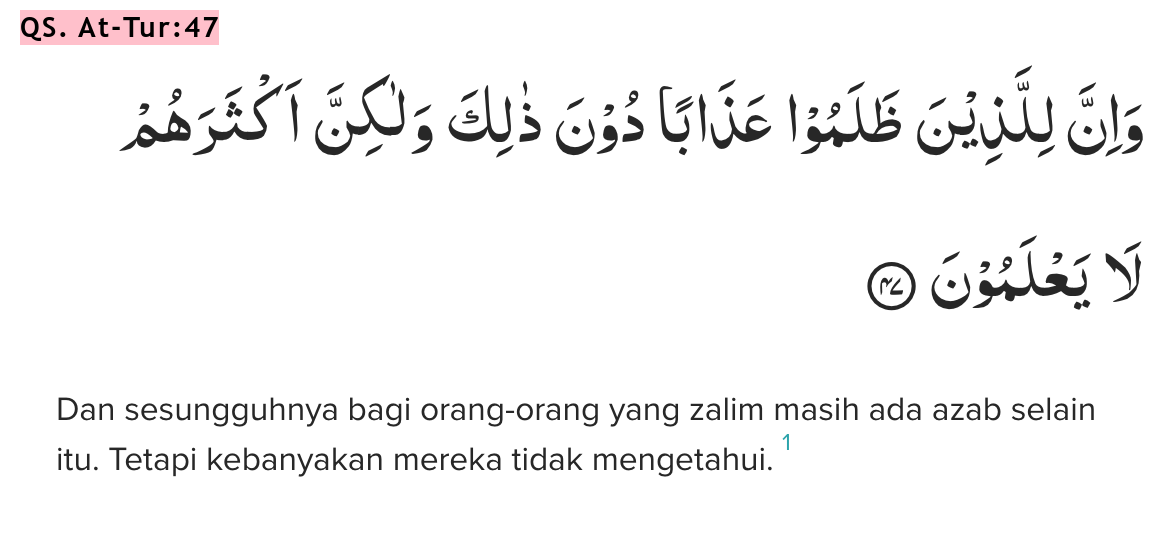 QS. At-Tur:47
وَاِنَّ لِلَّذِيْنَ ظَلَمُوْا عَذَابًا دُوْنَ ذٰلِكَ وَلٰكِنَّ اَكْثَرَهُمْ
لَا يَعْلَمُوْنَ ۝٤٧
Dan sesungguhnya bagi orang-orang yang zalim masih ada azab selain
itu. Tetapi kebanyakan mereka tidak mengetahui. 1